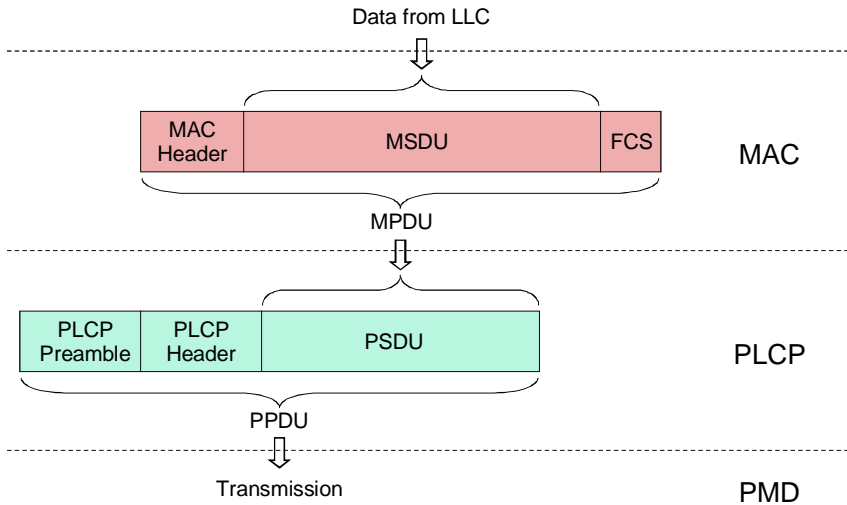 Data from LLC
MAC
Header
MSDU
FCS
MAC
MPDU
PLCP
Preamble
PLCP
Header
PSDU
PLCP
PPDU
Transmission
PMD